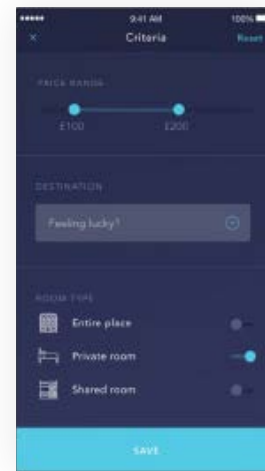 9:41 AM 100%
Criteria Reset
PRICE RANGE
£100 £200
DESTINATION
Feeling lucky?
ROOM TYPE
Entire place
Private room
Shared room
SAVE